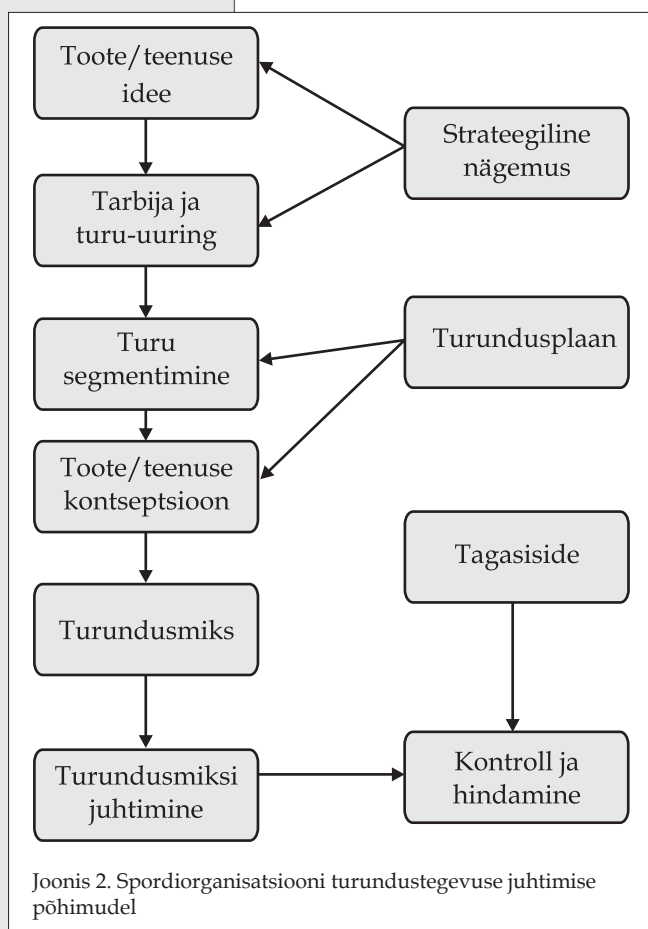 Toote/teenuse
idee
Strateegiline
nägemus
Tarbija ja
turu-uuring
Turu
segmentimine
Turundusplaan
Toote/teenuse
kontseptsioon
Tagasiside
Turundusmiks
Turundusmiksi
juhtimine
Kontroll ja
hindamine
Joonis 2. Spordiorganisatsiooni turundustegevuse juhtimise
põhimudel